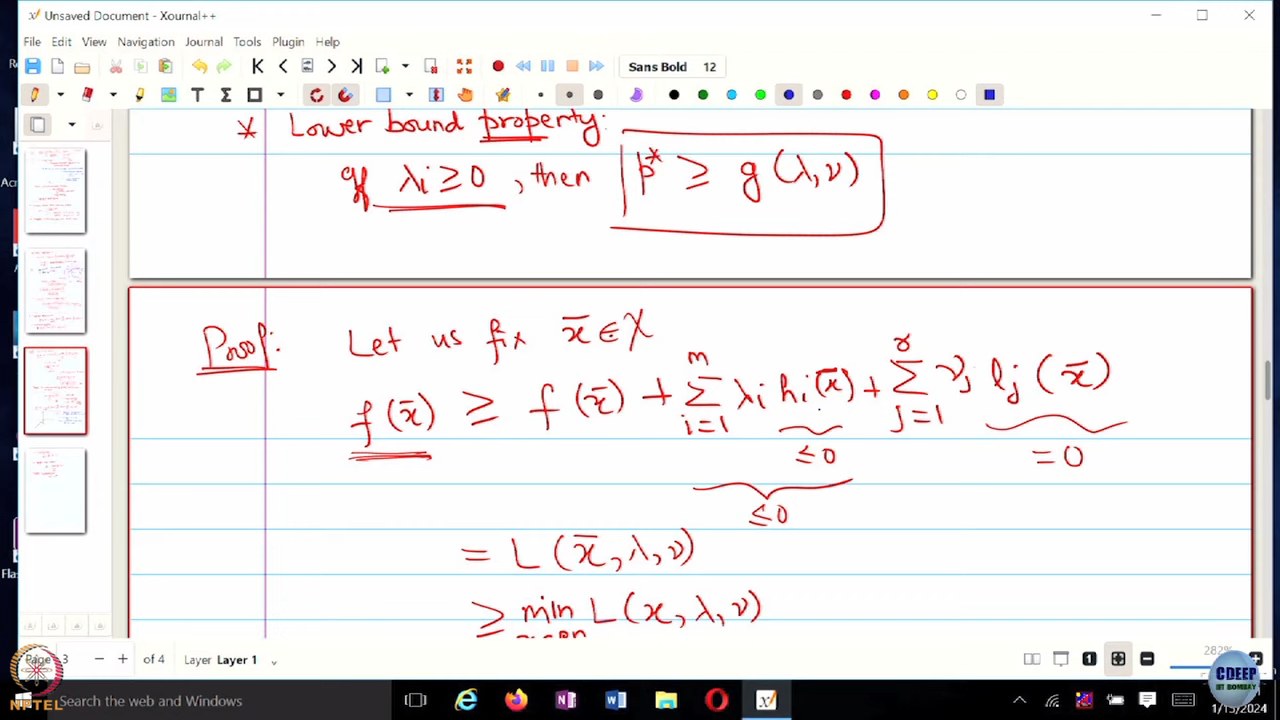 Unsaved Document - Xournal++
File Edit View Navigation Journal Tools Plugin Help
Sans Bold 12
* Lower bound property:
If λi ≥ 0, then p* ≥ g(λ,ν)
Proof: Let us fix x̄ ∈ X
f(x̄) ≥ f(x̄) + Σ_{i=1}^{m} λi hi(x̄) + Σ_{j=1}^{r} νj lj(x̄)
≤ 0 = 0
≤ 0
= L(x̄, λ, ν)
≥ min L(x, λ, ν)
Page 3 of 4 Layer Layer 1 282%
Search the web and Windows
NPTEL
CDEEP
IIT BOMBAY
1/15/2024